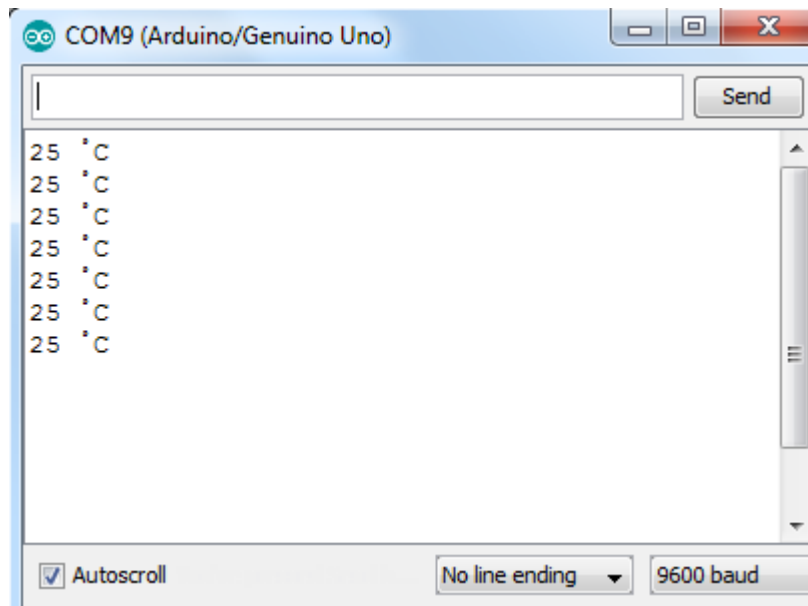 COM9 (Arduino/Genuino Uno)
Send
25 ˚C
25 ˚C
25 ˚C
25 ˚C
25 ˚C
25 ˚C
25 ˚C
Autoscroll
No line ending
9600 baud